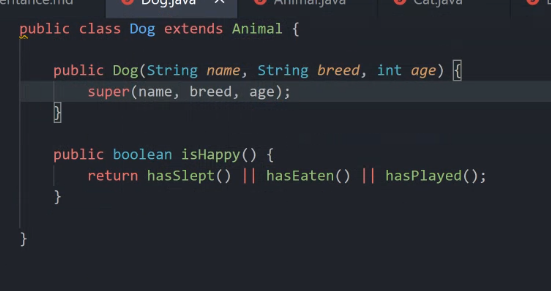 entance.md Dog.java × Animal.java Cat.java
public class Dog extends Animal {
public Dog(String name, String breed, int age) {
super(name, breed, age);
}
public boolean isHappy() {
return hasSlept() || hasEaten() || hasPlayed();
}
}